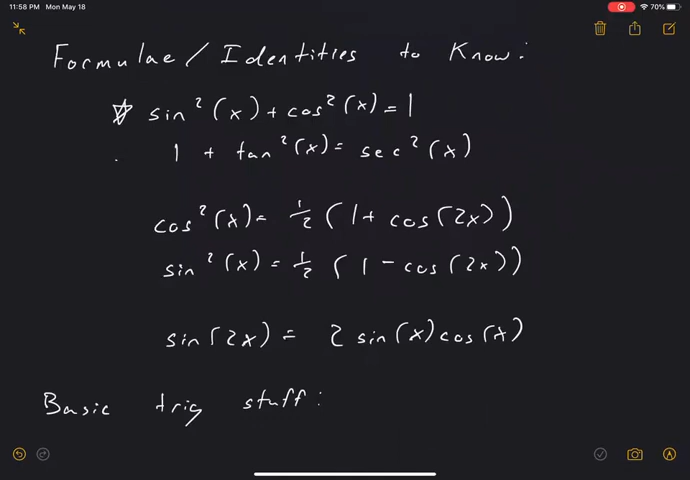 11:58 PM Mon May 18 70%
Formulae/Identities to Know:
☆ sin²(x)+cos²(x)=1
1 + tan²(x)= sec²(x)
cos²(x)= ½ (1+ cos(2x))
sin²(x)= ½ (1 - cos(2x))
sin(2x) = 2 sin(x)cos(x)
Basic trig stuff: